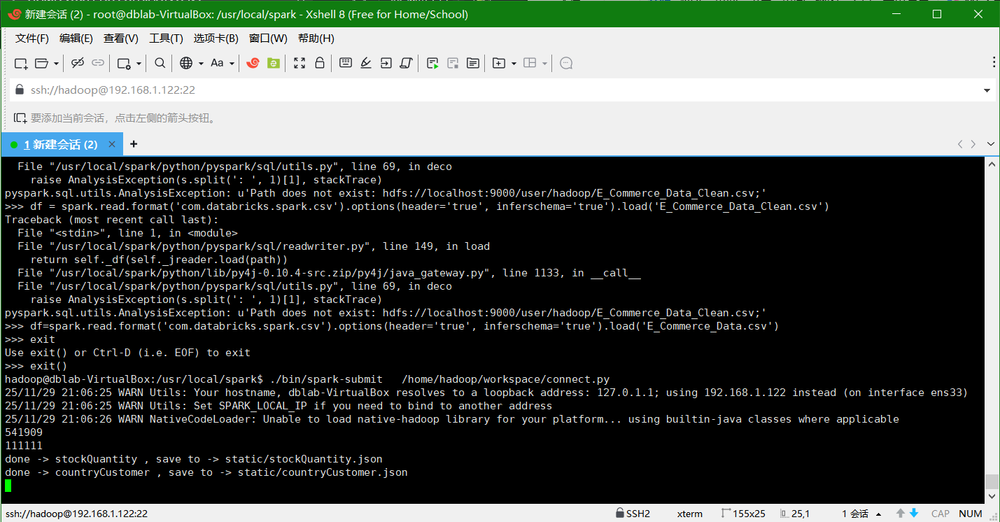 新建会话 (2) - root@dblab-VirtualBox: /usr/local/spark - Xshell 8 (Free for Home/School)
文件(F) 编辑(E) 查看(V) 工具(T) 选项卡(B) 窗口(W) 帮助(H)
Aa
ssh://hadoop@192.168.1.122:22
要添加当前会话，点击左侧的箭头按钮。
1 新建会话 (2) × +
  File "/usr/local/spark/python/pyspark/sql/utils.py", line 69, in deco
    raise AnalysisException(s.split(': ', 1)[1], stackTrace)
pyspark.sql.utils.AnalysisException: u'Path does not exist: hdfs://localhost:9000/user/hadoop/E_Commerce_Data_Clean.csv;'
>>> df = spark.read.format('com.databricks.spark.csv').options(header='true', inferschema='true').load('E_Commerce_Data_Clean.csv')
Traceback (most recent call last):
  File "<stdin>", line 1, in <module>
  File "/usr/local/spark/python/pyspark/sql/readwriter.py", line 149, in load
    return self._df(self._jreader.load(path))
  File "/usr/local/spark/python/lib/py4j-0.10.4-src.zip/py4j/java_gateway.py", line 1133, in __call__
  File "/usr/local/spark/python/pyspark/sql/utils.py", line 69, in deco
    raise AnalysisException(s.split(': ', 1)[1], stackTrace)
pyspark.sql.utils.AnalysisException: u'Path does not exist: hdfs://localhost:9000/user/hadoop/E_Commerce_Data_Clean.csv;'
>>> df=spark.read.format('com.databricks.spark.csv').options(header='true', inferschema='true').load('E_Commerce_Data.csv')
>>> exit
Use exit() or Ctrl-D (i.e. EOF) to exit
>>> exit()
hadoop@dblab-VirtualBox:/usr/local/spark$ ./bin/spark-submit   /home/hadoop/workspace/connect.py
25/11/29 21:06:25 WARN Utils: Your hostname, dblab-VirtualBox resolves to a loopback address: 127.0.1.1; using 192.168.1.122 instead (on interface ens33)
25/11/29 21:06:25 WARN Utils: Set SPARK_LOCAL_IP if you need to bind to another address
25/11/29 21:06:26 WARN NativeCodeLoader: Unable to load native-hadoop library for your platform... using builtin-java classes where applicable
541909
111111
done -> stockQuantity , save to -> static/stockQuantity.json
done -> countryCustomer , save to -> static/countryCustomer.json
ssh://hadoop@192.168.1.122:22 SSH2 xterm 155x25 25,1 1 会话 CAP NUM